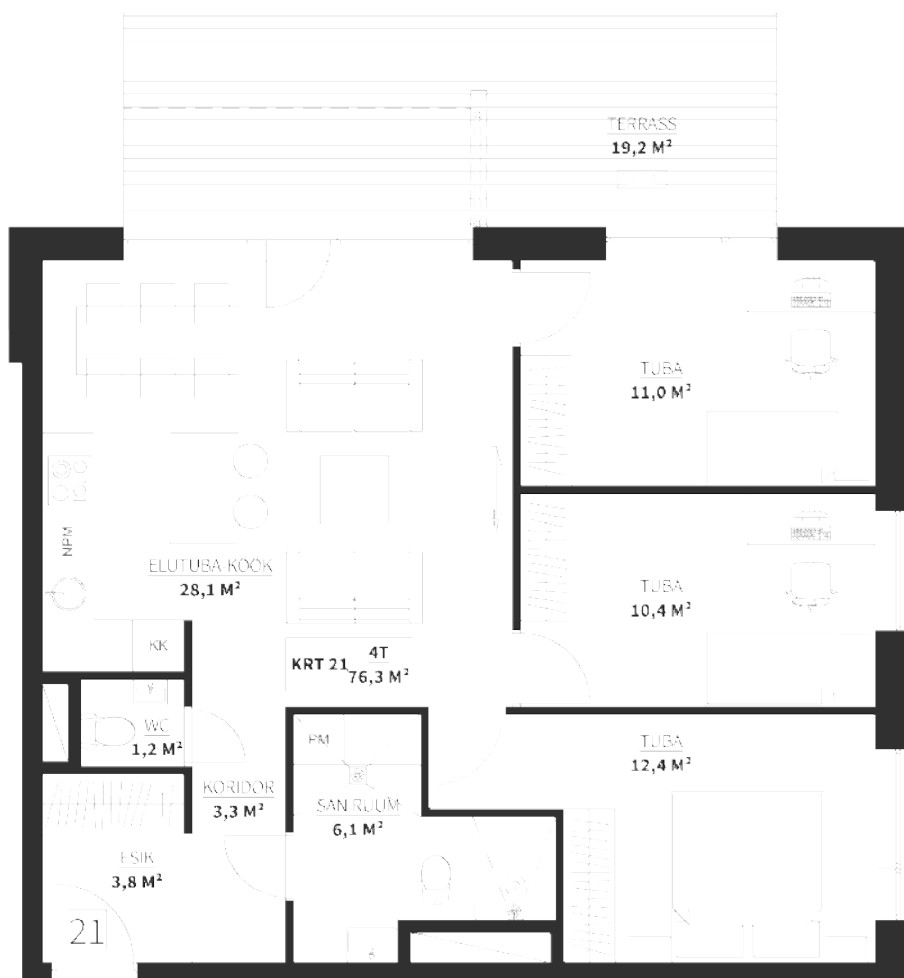 TERRASS
19,2 M²
TUBA
11,0 M²
NPM
ELUTUBA-KÖÖK
28,1 M²
TUBA
10,4 M²
KK
KRT 21
4T
76,3 M²
WC
1,2 M²
PM
TUBA
12,4 M²
KORIDOR
3,3 M²
SAN.RUUM
6,1 M²
ESIK
3,8 M²
21